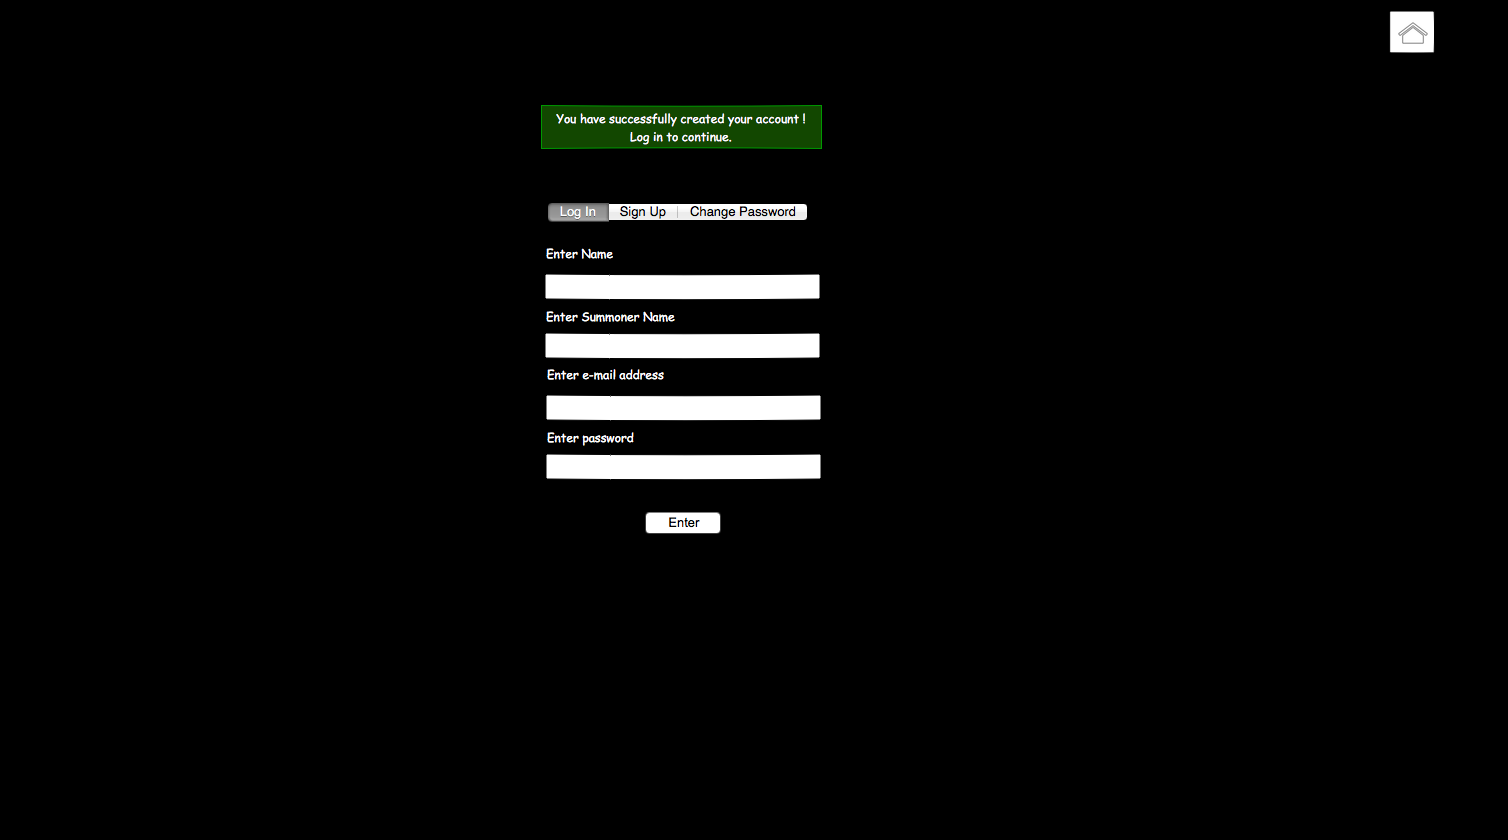 You have successfully created your account !
Log in to continue.
Log In Sign Up Change Password
Enter Name
Enter Summoner Name
Enter e-mail address
Enter password
Enter